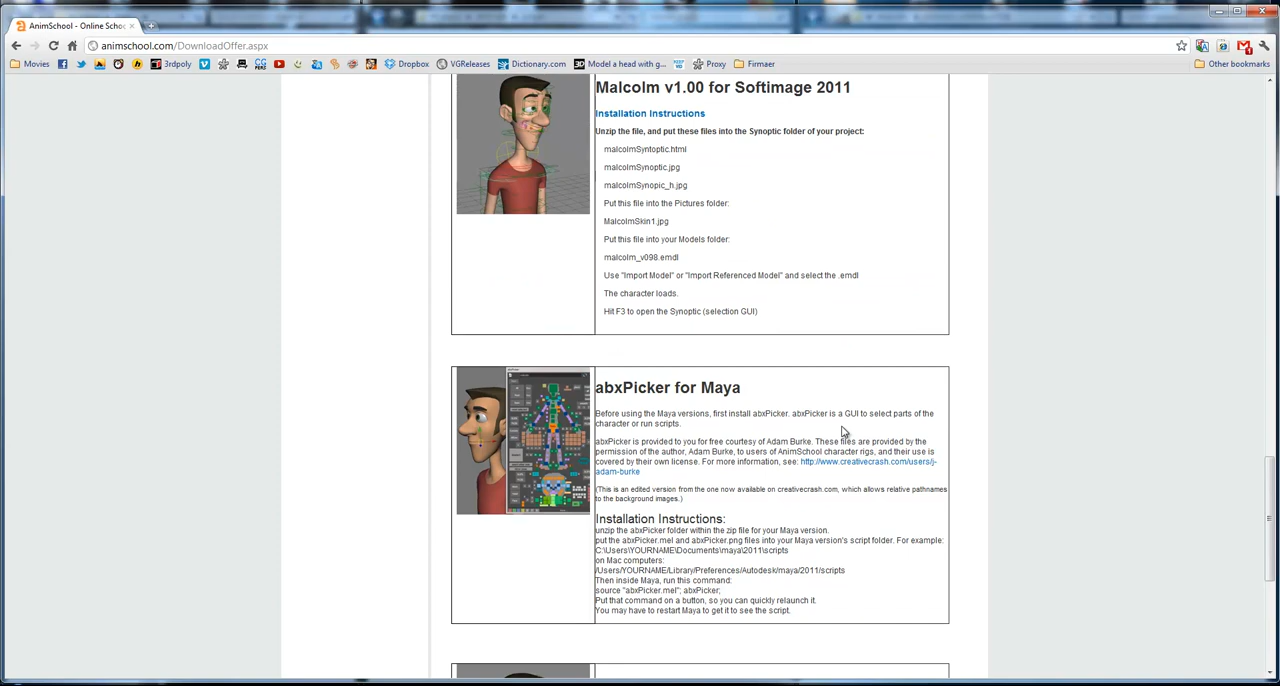 AnimSchool - Online Schoo
animschool.com/DownloadOffer.aspx
Movies
3rdpoly
Dropbox
VGReleases
Dictionary.com
Model a head with g...
Proxy
Firmaer
Other bookmarks
Malcolm v1.00 for Softimage 2011
Installation Instructions
Unzip the file, and put these files into the Synoptic folder of your project:
malcolmSyntoptic.html
malcolmSynoptic.jpg
malcolmSynopic_h.jpg
Put this file into the Pictures folder:
MalcolmSkin1.jpg
Put this file into your Models folder:
malcolm_v098.emdl
Use "Import Model" or "Import Referenced Model" and select the .emdl
The character loads.
Hit F3 to open the Synoptic (selection GUI)
abxPicker for Maya
Before using the Maya versions, first install abxPicker. abxPicker is a GUI to select parts of the
character or run scripts.
abxPicker is provided to you for free courtesy of Adam Burke. These files are provided by the
permission of the author, Adam Burke, to users of AnimSchool character rigs, and their use is
covered by their own license. For more information, see: http://www.creativecrash.com/users/j-
adam-burke
(This is an edited version from the one now available on creativecrash.com, which allows relative pathnames
to the background images.)
Installation Instructions:
unzip the abxPicker folder within the zip file for your Maya version.
put the abxPicker.mel and abxPicker.png files into your Maya version's script folder. For example:
C:\Users\YOURNAME\Documents\maya\2011\scripts
on Mac computers:
/Users/YOURNAME/Library/Preferences/Autodesk/maya/2011/scripts
Then inside Maya, run this command:
source "abxPicker.mel"; abxPicker;
Put that command on a button, so you can quickly relaunch it.
You may have to restart Maya to get it to see the script.